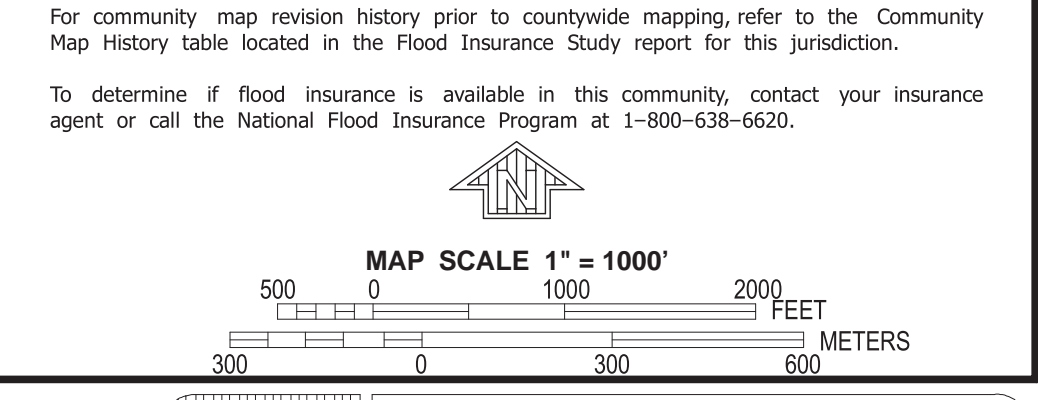 For community map revision history prior to countywide mapping, refer to the Community
Map History table located in the Flood Insurance Study report for this jurisdiction.
To determine if flood insurance is available in this community, contact your insurance
agent or call the National Flood Insurance Program at 1–800–638–6620.
N
MAP SCALE 1" = 1000’
500 0 1000 2000
FEET
METERS
300 0 300 600